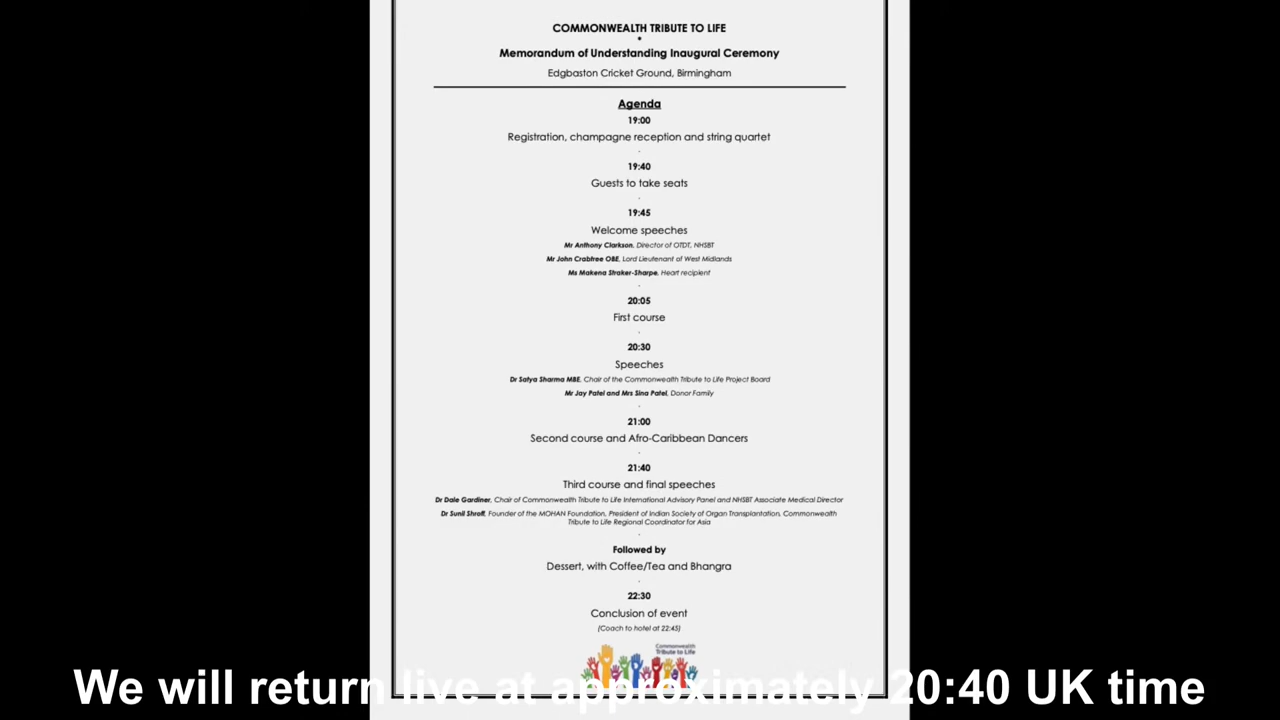 COMMONWEALTH TRIBUTE TO LIFE
Memorandum of Understanding Inaugural Ceremony
Edgbaston Cricket Ground, Birmingham
Agenda
19:00
Registration, champagne reception and string quartet
19:40
Guests to take seats
19:45
Welcome speeches
Mr Anthony Clarkson, Director of OTDT, NHSBT
Mr John Crabtree OBE, Lord Lieutenant of West Midlands
Ms Makena Straker-Sharpe, Heart recipient
20:05
First course
20:30
Speeches
Dr Satya Sharma MBE, Chair of the Commonwealth Tribute to Life Project Board
Mr Jay Patel and Mrs Sina Patel, Donor Family
21:00
Second course and Afro-Caribbean Dancers
21:40
Third course and final speeches
Dr Dale Gardiner, Chair of Commonwealth Tribute to Life International Advisory Panel and NHSBT Associate Medical Director
Dr Sunil Shroff, Founder of the MOHAN Foundation, President of Indian Society of Organ Transplantation, Commonwealth
Tribute to Life Regional Coordinator for Asia
Followed by
Dessert, with Coffee/Tea and Bhangra
22:30
Conclusion of event
(Coach to hotel at 22:45)
Commonwealth
Tribute to Life
We will return live at approximately 20:40 UK time